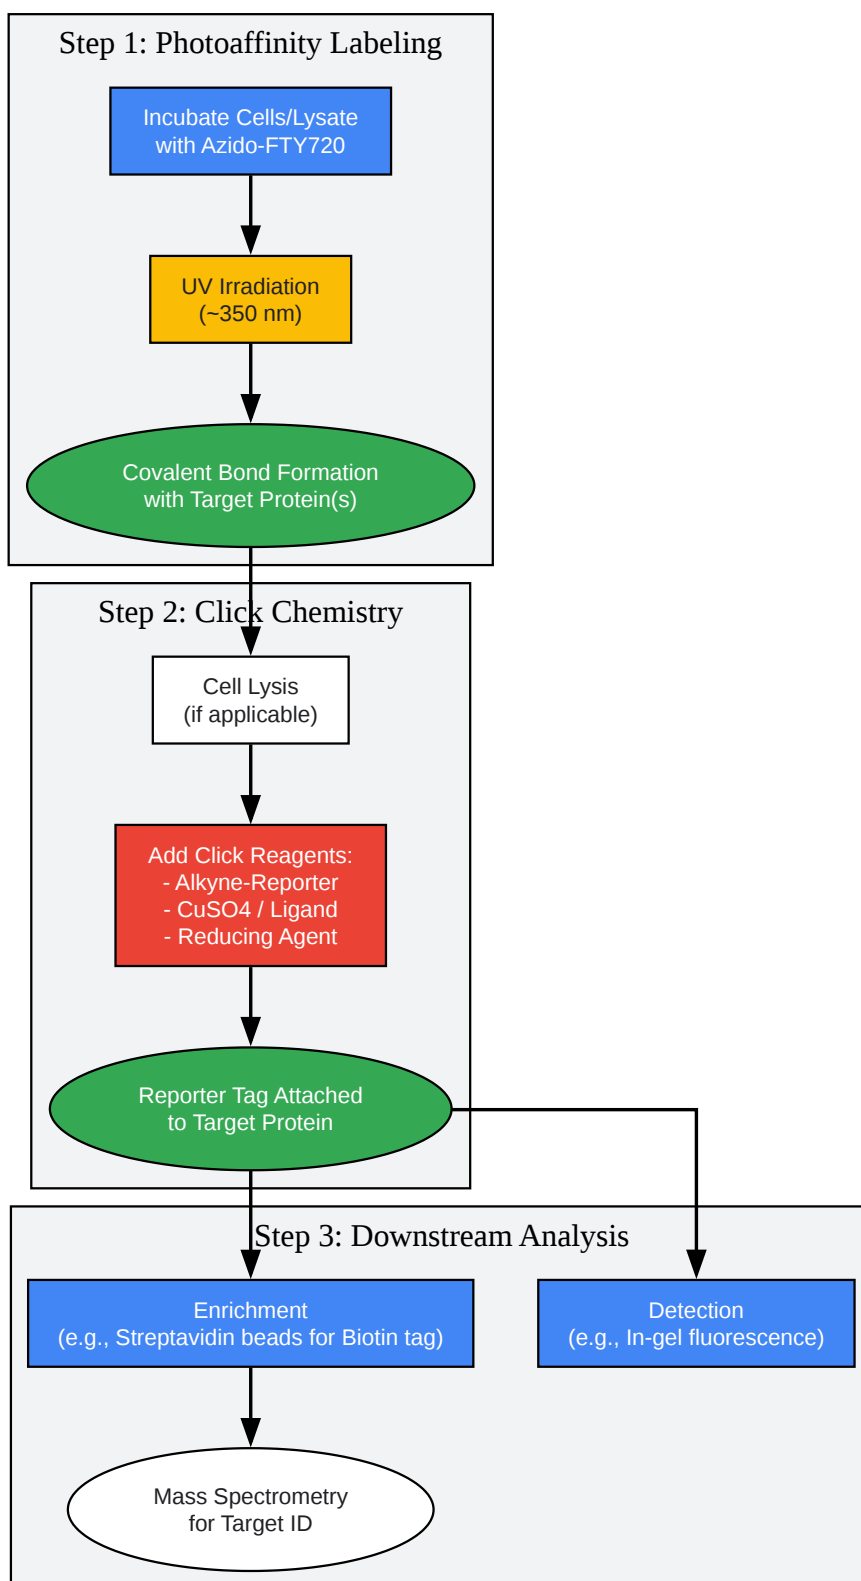 Step 1: Photoaffinity Labeling
Incubate Cells/Lysate
with Azido-FTY720
UV Irradiation
(~350 nm)
Covalent Bond Formation
with Target Protein(s)
Step 2: Click Chemistry
Cell Lysis
(if applicable)
Add Click Reagents:
- Alkyne-Reporter
- CuSO4 / Ligand
- Reducing Agent
Reporter Tag Attached
to Target Protein
Step 3: Downstream Analysis
Enrichment
(e.g., Streptavidin beads for Biotin tag)
Detection
(e.g., In-gel fluorescence)
Mass Spectrometry
for Target ID